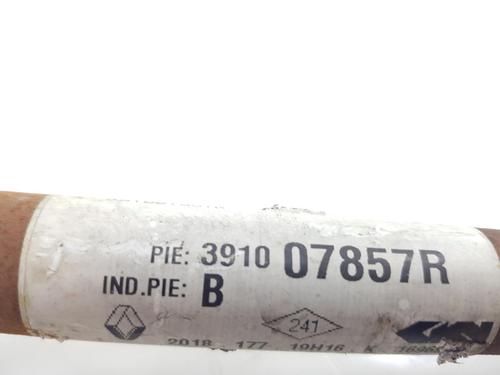 PIE: 3910 07857R
IND.PIE: B
241
2018 - 177 19H16 K